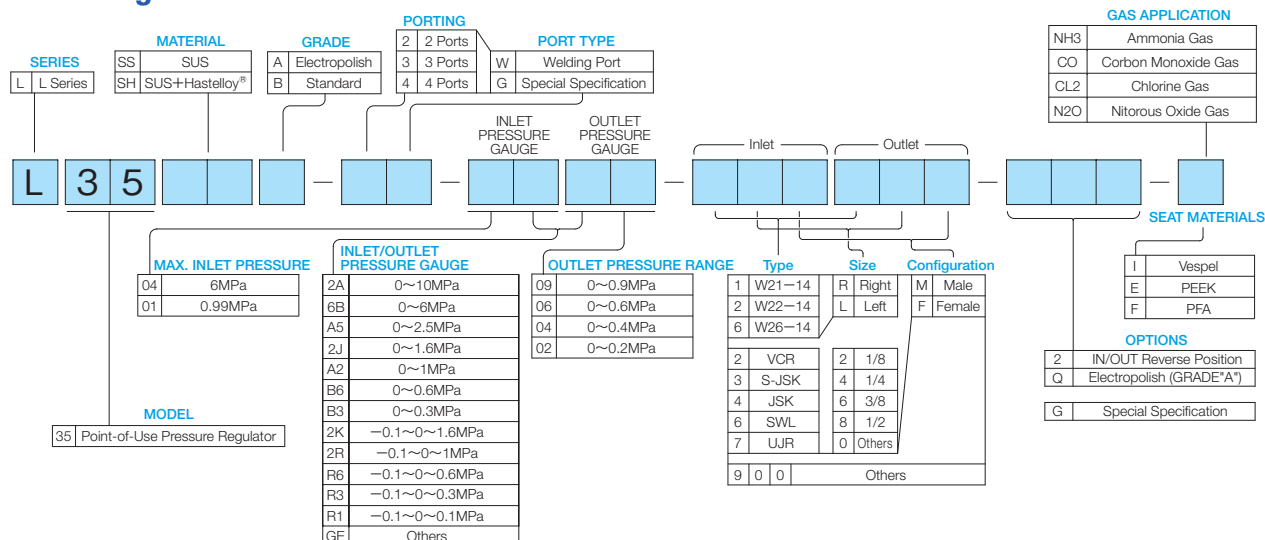 PORTING
2 2 Ports
3 3 Ports
4 4 Ports
GAS APPLICATION
NH3 Ammonia Gas
CO Corbon Monoxide Gas
CL2 Chlorine Gas
N2O Nitorous Oxide Gas
SERIES
L L Series
MATERIAL
SS SUS
SH SUS+Hastelloy®
GRADE
A Electropolish
B Standard
PORT TYPE
W Welding Port
G Special Specification
INLET
PRESSURE
GAUGE
OUTLET
PRESSURE
GAUGE
Inlet
Outlet
L 3 5 — — — — —
MAX. INLET PRESSURE
04 6MPa
01 0.99MPa
MODEL
35 Point-of-Use Pressure Regulator
INLET/OUTLET
PRESSURE GAUGE
2A 0~10MPa
6B 0~6MPa
A5 0~2.5MPa
2J 0~1.6MPa
A2 0~1MPa
B6 0~0.6MPa
B3 0~0.3MPa
2K −0.1~0~1.6MPa
2R −0.1~0~1MPa
R6 −0.1~0~0.6MPa
R3 −0.1~0~0.3MPa
R1 −0.1~0~0.1MPa
GF Others
OUTLET PRESSURE RANGE
09 0~0.9MPa
06 0~0.6MPa
04 0~0.4MPa
02 0~0.2MPa
Type
1 W21−14
2 W22−14
6 W26−14
2 VCR
3 S-JSK
4 JSK
6 SWL
7 UJR
Size
R Right
L Left
2 1/8
4 1/4
6 3/8
8 1/2
0 Others
Configuration
M Male
F Female
9 0 0 Others
SEAT MATERIALS
I Vespel
E PEEK
F PFA
OPTIONS
2 IN/OUT Reverse Position
Q Electropolish (GRADE"A")
G Special Specification